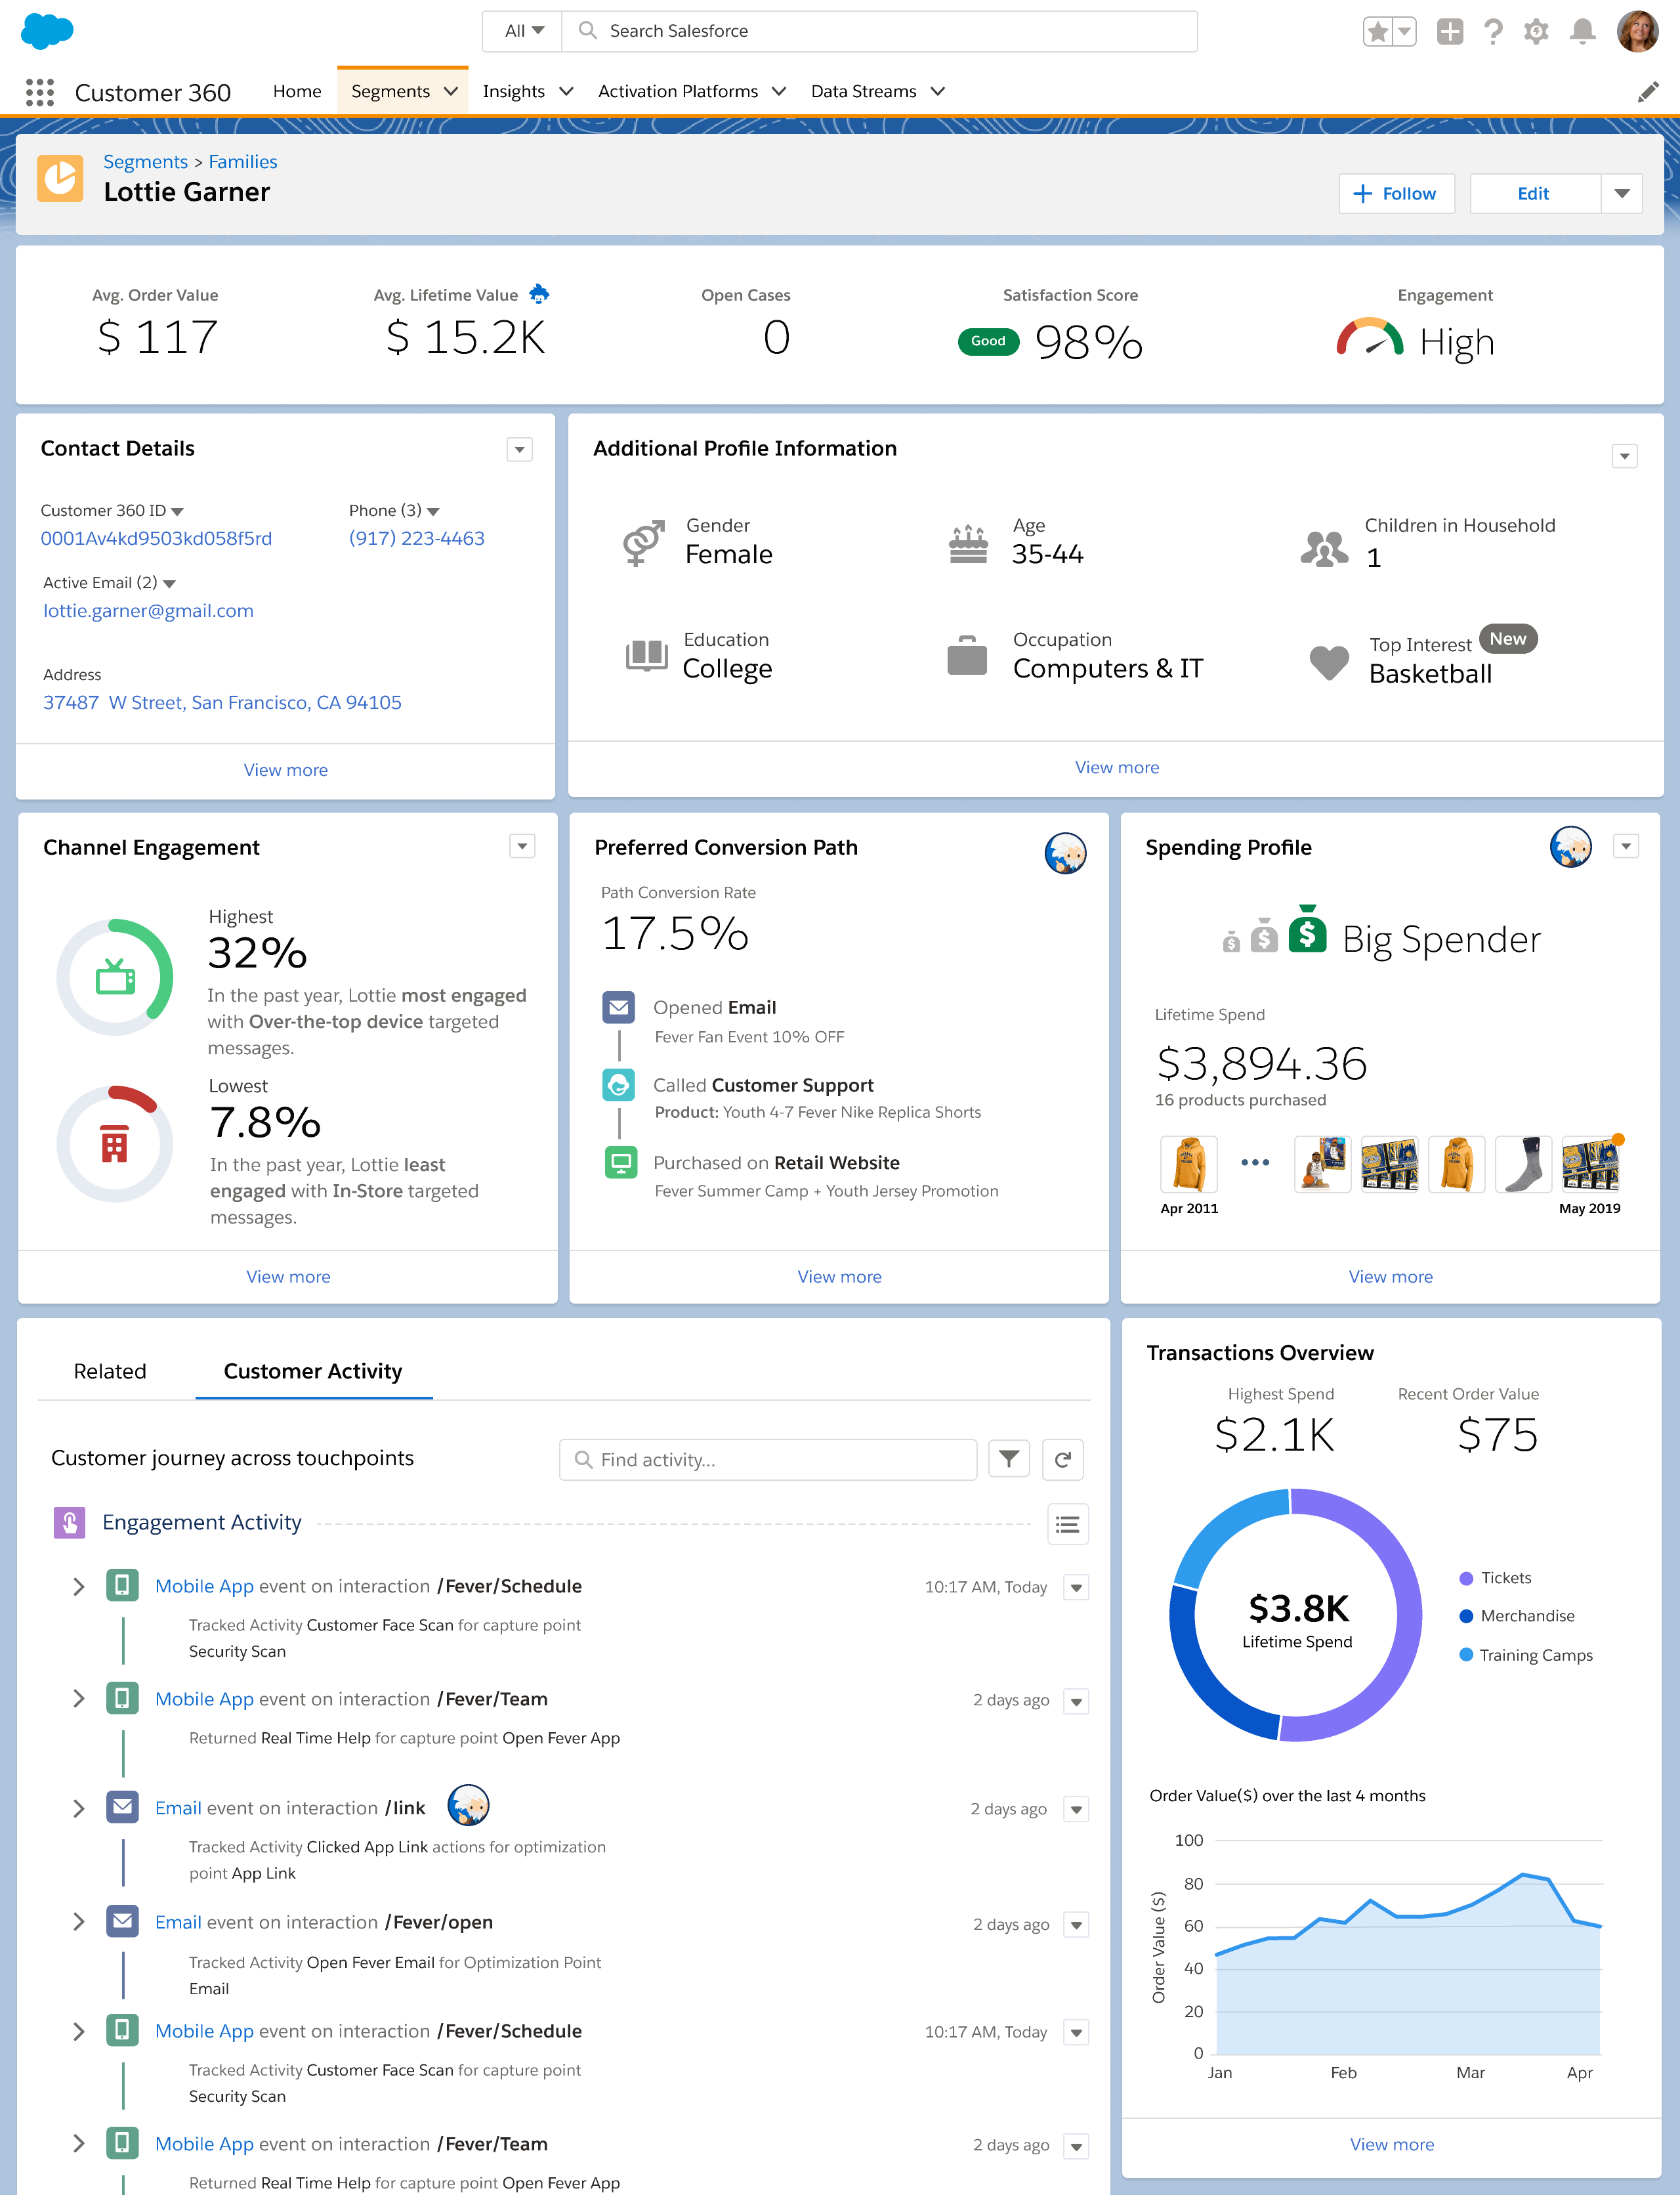 All
Search Salesforce
Customer 360
Home
Segments
Insights
Activation Platforms
Data Streams
Segments > Families
Lottie Garner
Follow
Edit
Avg. Order Value
$ 117
Avg. Lifetime Value
$ 15.2K
Open Cases
0
Satisfaction Score
Good
98%
Engagement
High
Contact Details
Customer 360 ID
0001Av4kd9503kd058f5rd
Phone (3)
(917) 223-4463
Active Email (2)
lottie.garner@gmail.com
Address
37487 W Street, San Francisco, CA 94105
View more
Additional Profile Information
Gender
Female
Age
35-44
Children in Household
1
Education
College
Occupation
Computers & IT
Top Interest
New
Basketball
View more
Channel Engagement
Highest
32%
In the past year, Lottie most engaged
with Over-the-top device targeted
messages.
Lowest
7.8%
In the past year, Lottie least
engaged with In-Store targeted
messages.
View more
Preferred Conversion Path
Path Conversion Rate
17.5%
Opened Email
Fever Fan Event 10% OFF
Called Customer Support
Product: Youth 4-7 Fever Nike Replica Shorts
Purchased on Retail Website
Fever Summer Camp + Youth Jersey Promotion
View more
Spending Profile
Big Spender
Lifetime Spend
$3,894.36
16 products purchased
Apr 2011
May 2019
View more
Related
Customer Activity
Customer journey across touchpoints
Find activity...
Engagement Activity
Mobile App event on interaction /Fever/Schedule
10:17 AM, Today
Tracked Activity Customer Face Scan for capture point
Security Scan
Mobile App event on interaction /Fever/Team
2 days ago
Returned Real Time Help for capture point Open Fever App
Email event on interaction /link
2 days ago
Tracked Activity Clicked App Link actions for optimization
point App Link
Email event on interaction /Fever/open
2 days ago
Tracked Activity Open Fever Email for Optimization Point
Email
Mobile App event on interaction /Fever/Schedule
10:17 AM, Today
Tracked Activity Customer Face Scan for capture point
Security Scan
Mobile App event on interaction /Fever/Team
2 days ago
Returned Real Time Help for capture point Open Fever App
Transactions Overview
Highest Spend
$2.1K
Recent Order Value
$75
$3.8K
Lifetime Spend
Tickets
Merchandise
Training Camps
Order Value($) over the last 4 months
Order Value ($)
100
80
60
40
20
0
Jan
Feb
Mar
Apr
View more